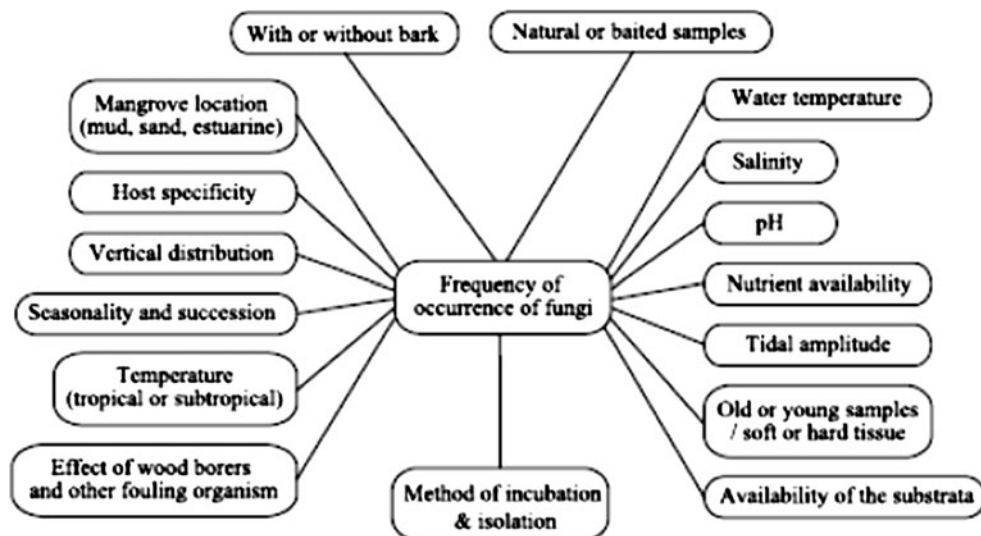 With or without bark
Natural or baited samples
Mangrove location
(mud, sand, estuarine)
Host specificity
Vertical distribution
Seasonality and succession
Temperature
(tropical or subtropical)
Effect of wood borers
and other fouling organism
Frequency of
occurrence of fungi
Method of incubation
& isolation
Water temperature
Salinity
pH
Nutrient availability
Tidal amplitude
Old or young samples
/ soft or hard tissue
Availability of the substrata